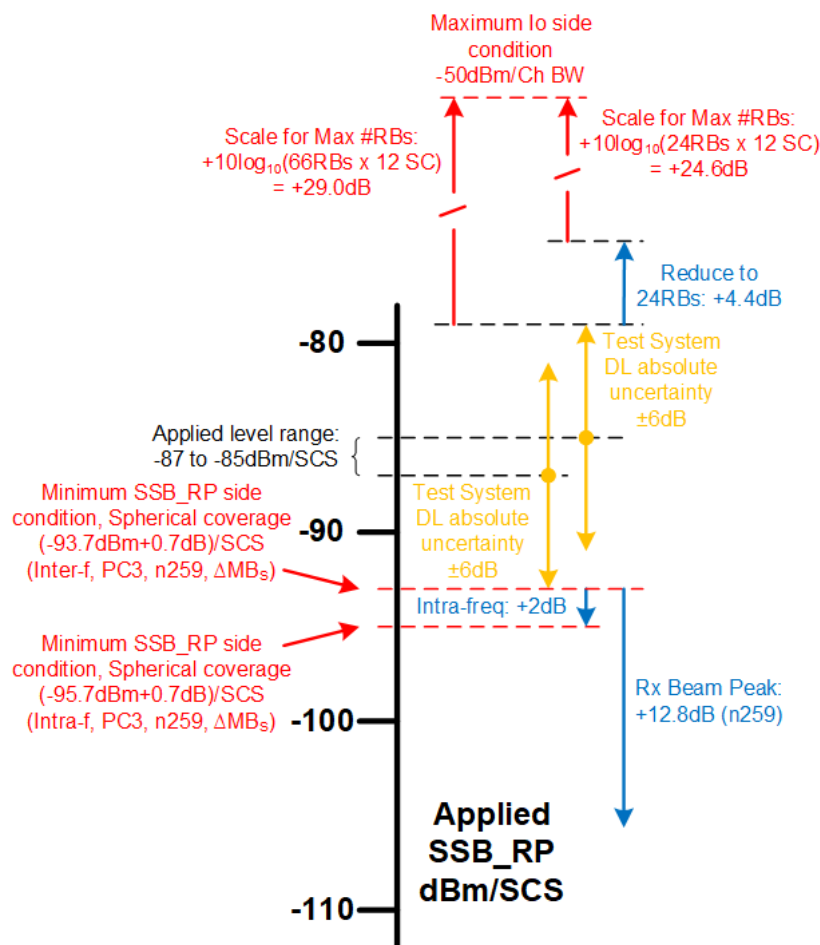 Maximum Io side
condition
-50dBm/Ch BW
Scale for Max #RBs:
+10log₁₀(66RBs x 12 SC)
= +29.0dB
Scale for Max #RBs:
+10log₁₀(24RBs x 12 SC)
= +24.6dB
Reduce to
24RBs: +4.4dB
-80
Test System
DL absolute
uncertainty
±6dB
Applied level range:
-87 to -85dBm/SCS
Minimum SSB_RP side
condition, Spherical coverage
(-93.7dBm+0.7dB)/SCS
(Inter-f, PC3, n259, ΔMBₛ)
-90
Test System
DL absolute
uncertainty
±6dB
Intra-freq: +2dB
Minimum SSB_RP side
condition, Spherical coverage
(-95.7dBm+0.7dB)/SCS
(Intra-f, PC3, n259, ΔMBₛ)
Rx Beam Peak:
+12.8dB (n259)
-100
Applied
SSB_RP
dBm/SCS
-110